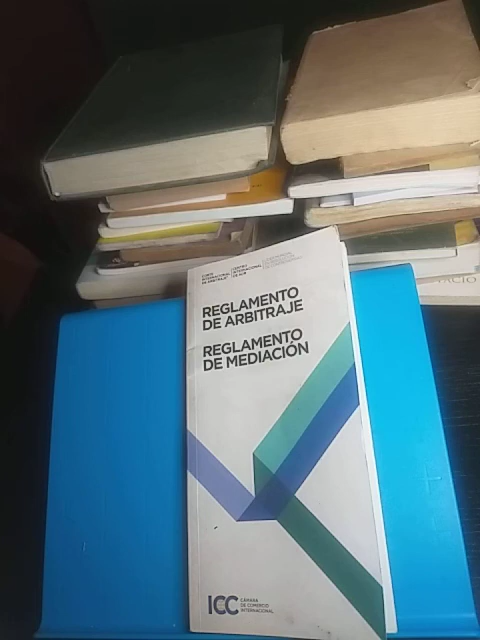 CORTE
INTERNACIONAL
DE ARBITRAJE
CENTRO
INTERNACIONAL
DE ADR
REGLAMENTO
DE ARBITRAJE
REGLAMENTO
DE MEDIACIÓN
ICC
CÁMARA
DE COMERCIO
INTERNACIONAL